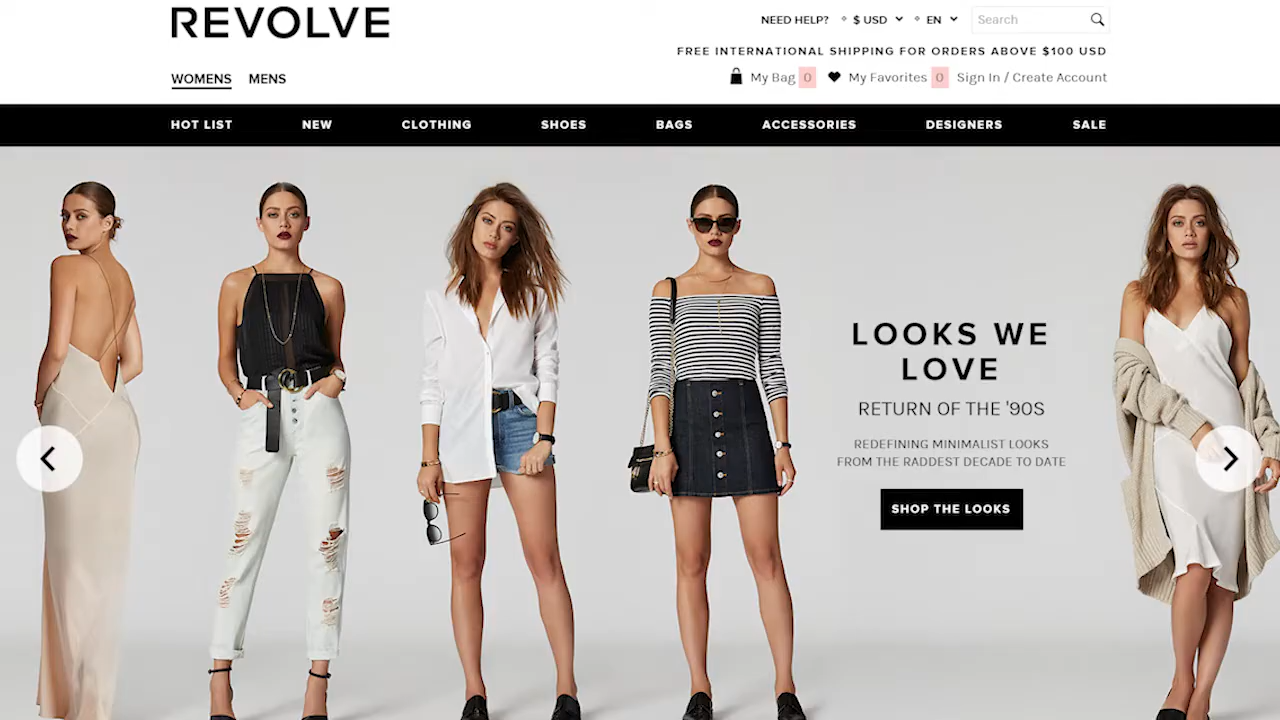 REVOLVE
NEED HELP? $ USD EN Search
FREE INTERNATIONAL SHIPPING FOR ORDERS ABOVE $100 USD
WOMENS MENS
My Bag 0 My Favorites 0 Sign In / Create Account
HOT LIST NEW CLOTHING SHOES BAGS ACCESSORIES DESIGNERS SALE
LOOKS WE
LOVE
RETURN OF THE '90S
REDEFINING MINIMALIST LOOKS
FROM THE RADDEST DECADE TO DATE
SHOP THE LOOKS